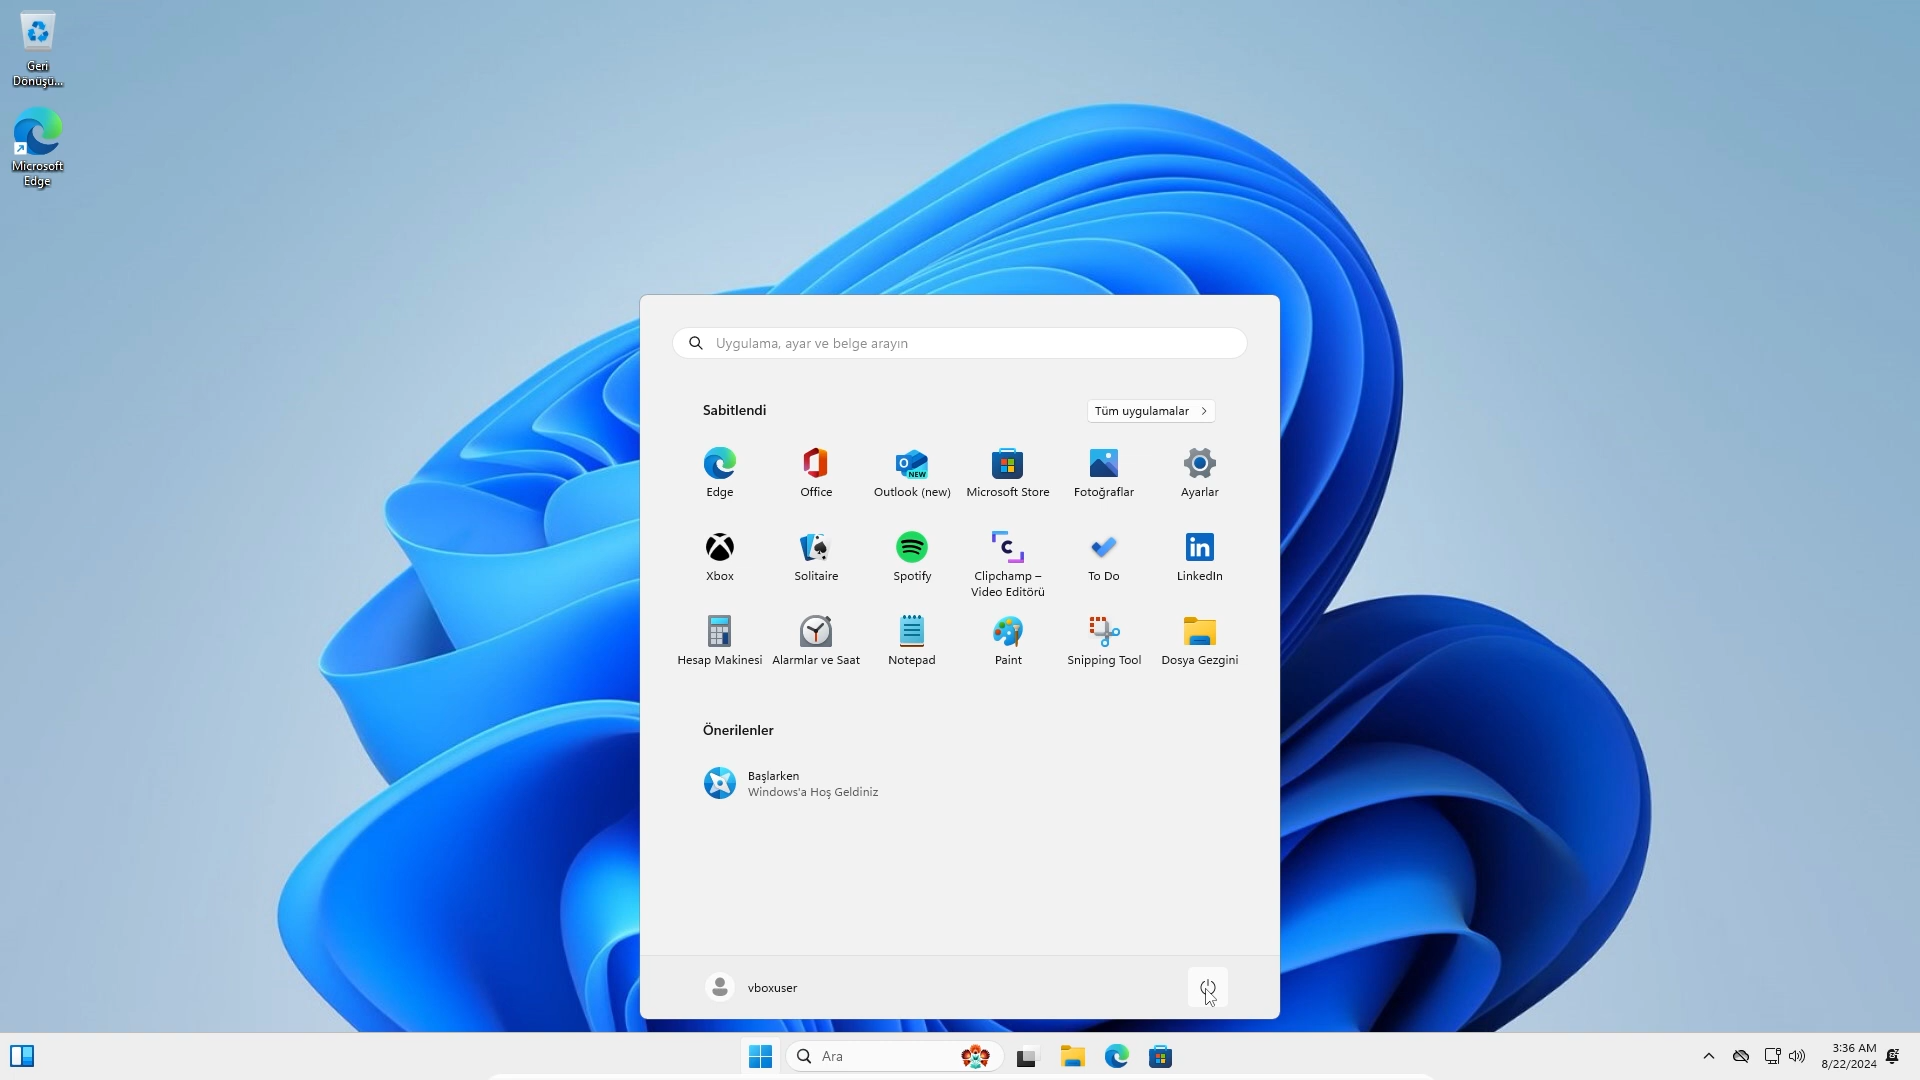 Geri
Dönüşü...
Microsoft
Edge
Uygulama, ayar ve belge arayın
Sabitlendi
Tüm uygulamalar
Edge
Office
Outlook (new)
Microsoft Store
Fotoğraflar
Ayarlar
Xbox
Solitaire
Spotify
Clipchamp –
Video Editörü
To Do
LinkedIn
Hesap Makinesi
Alarmlar ve Saat
Notepad
Paint
Snipping Tool
Dosya Gezgini
Önerilenler
Başlarken
Windows'a Hoş Geldiniz
vboxuser
Ara
3:36 AM
8/22/2024